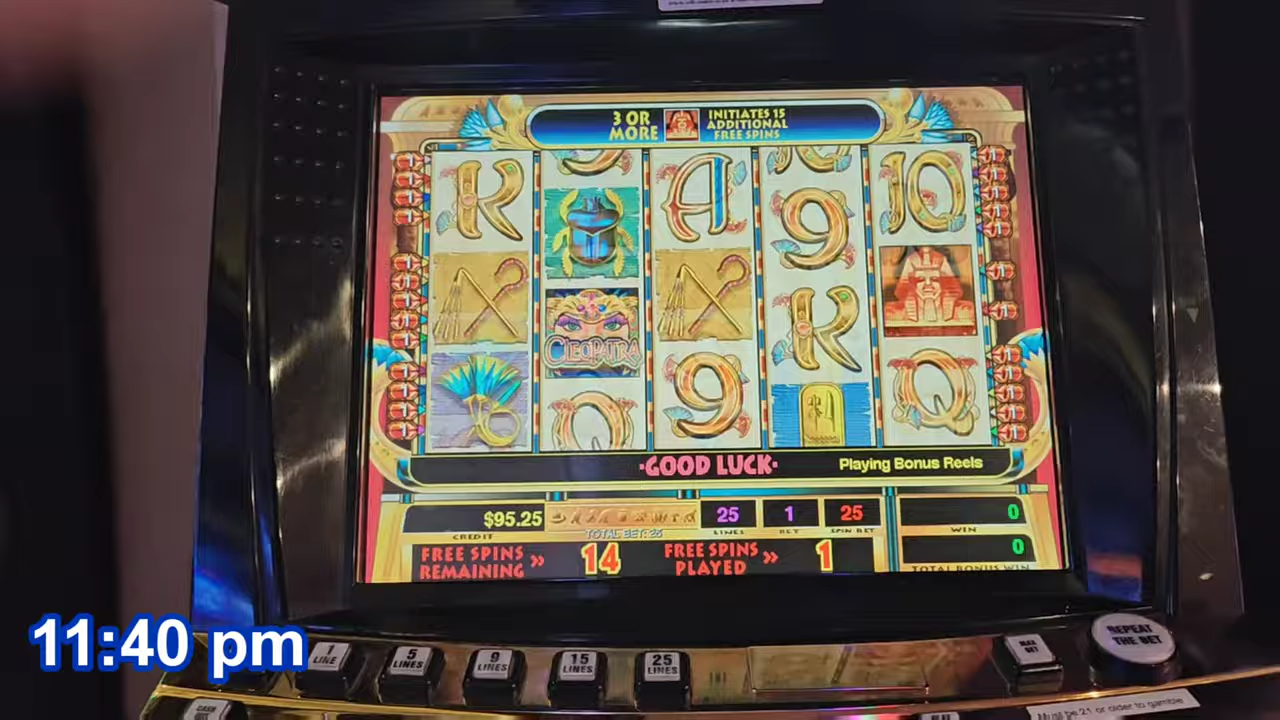 3 OR
MORE
INITIATES 15
ADDITIONAL
FREE SPINS
K
A
9
10
CLEOPATRA
K
Q
9
Q
·GOOD LUCK·
Playing Bonus Reels
$95.25
CREDIT
TOTAL BET: 25
25
LINES
1
BET
25
SPIN BET
0
WIN
0
TOTAL BONUS WIN
FREE SPINS
REMAINING »
14
FREE SPINS
PLAYED »
1
11:40 pm
1
LINE
5
LINES
9
LINES
15
LINES
25
LINES
MAX
BET
REPEAT
THE BET
CASH
OUT
Must be 21 or older to gamble